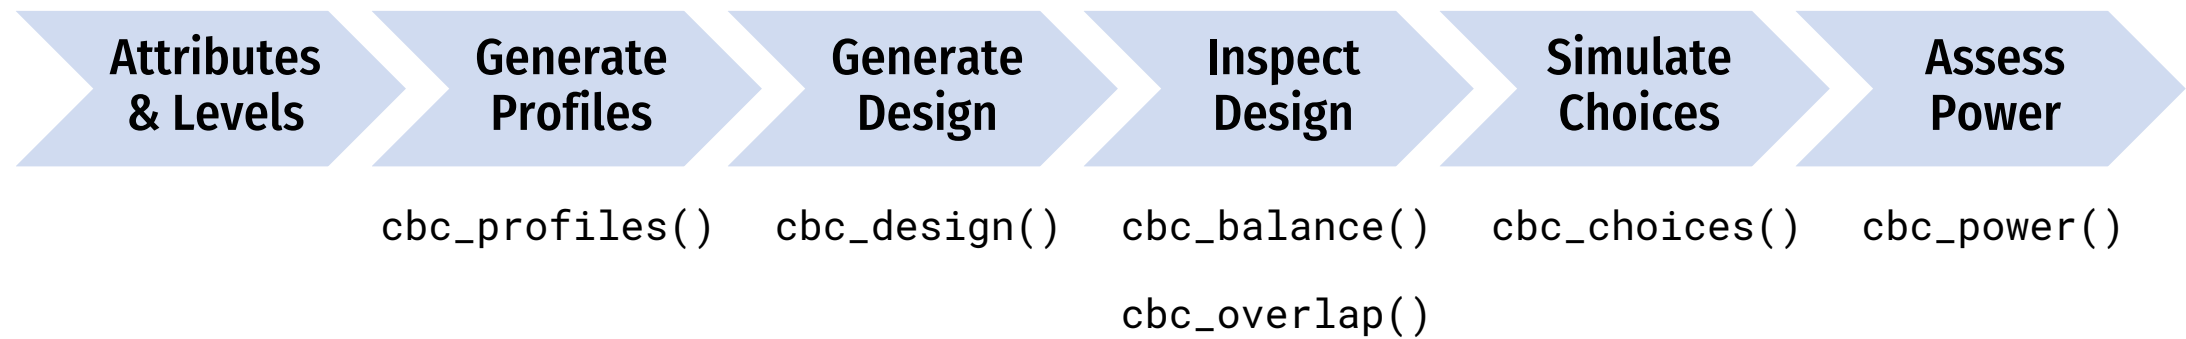 Attributes
& Levels
Generate
Profiles
Generate
Design
Inspect
Design
Simulate
Choices
Assess
Power
cbc_profiles()
cbc_design()
cbc_balance()
cbc_choices()
cbc_power()
cbc_overlap()